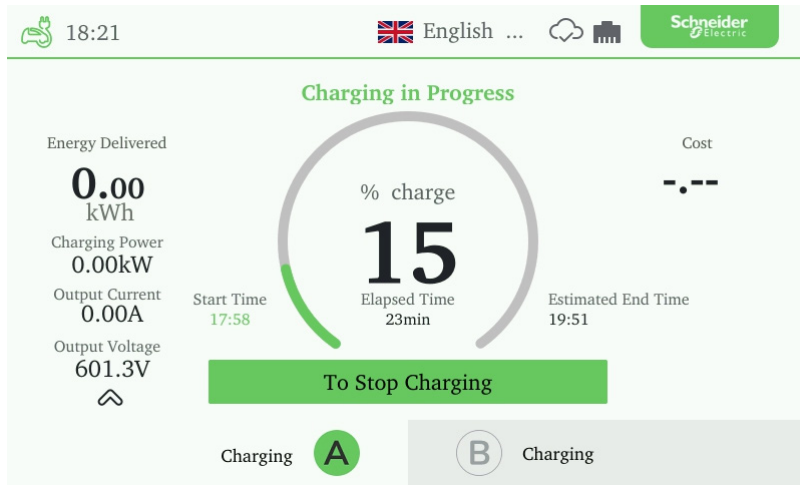 18:21
English ...
Schneider
Electric
Charging in Progress
Energy Delivered
0.00
kWh
Charging Power
0.00kW
Output Current
0.00A
Output Voltage
601.3V
% charge
15
Start Time
17:58
Elapsed Time
23min
Estimated End Time
19:51
Cost
-.--
To Stop Charging
Charging A
B Charging